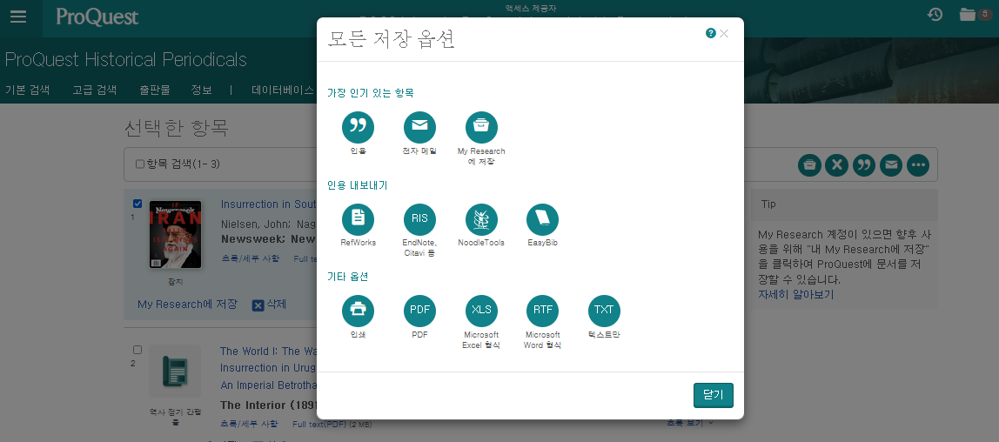 ProQuest
액세스 제공자
6
ProQuest Historical Periodicals
기본 검색 고급 검색 출판물 정보 | 데이터베이스
모든 저장 옵션
?
가장 인기 있는 항목
인용
전자 메일
My Research
에 저장
인용 내보내기
RIS
RefWorks
EndNote,
Citavi 등
NoodleTools
EasyBib
기타 옵션
PDF
XLS
RTF
TXT
인쇄
PDF
Microsoft
Excel 형식
Microsoft
Word 형식
텍스트만
닫기
선택한 항목
항목 검색(1- 3)
1
IF
Newsweek
IRAN
AGAIN
잡지
Insurrection in Sout
Nielsen, John; Nag
Newsweek; New
초록/세부 사항 Full text
My Research에 저장 삭제
2
역사 정기 간행
물
The World I: The Wa
Insurrection in Urug
An Imperial Betrotha
The Interior (1891
초록/세부 사항 Full text(PDF) (2 MB)
초록 보기
Tip
My Research 계정이 있으면 향후 사
용을 위해 "내 My Research에 저장"
을 클릭하여 ProQuest에 문서를 저
장할 수 있습니다.
자세히 알아보기